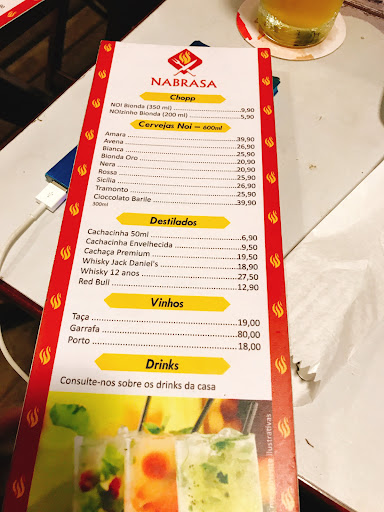 NABRASA
Chopp
NOI Bionda (350 ml) 9,90
NOIzinho Bionda (200 ml) 5,90
Cervejas Noi – 600ml
Amara 39,90
Avena 26,90
Bianca 25,90
Bionda Oro 20,90
Nera 20,90
Rossa 25,90
Sicilia 26,90
Tramonto 25,90
Cioccolato Barile 39,90
300ml
Destilados
Cachacinha 50ml 6,90
Cachacinha Envelhecida 9,50
Cachaça Premium 19,50
Whisky Jack Daniel's 18,90
Whisky 12 anos 27,50
Red Bull 12,90
Vinhos
Taça 19,00
Garrafa 80,00
Porto 18,00
Drinks
Consulte-nos sobre os drinks da casa
ilustrativas